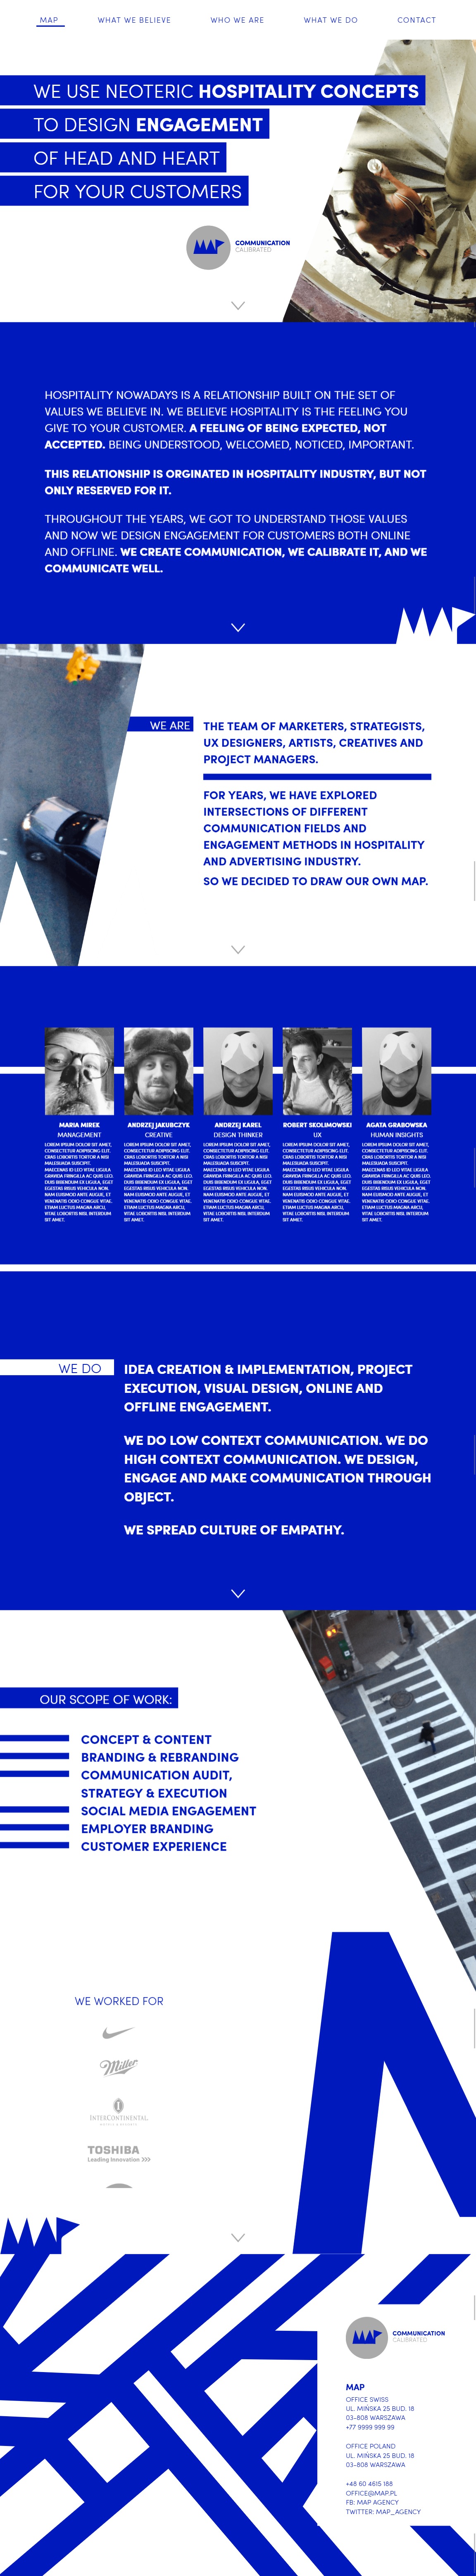 MAP WHAT WE BELIEVE WHO WE ARE WHAT WE DO CONTACT
WE USE NEOTERIC HOSPITALITY CONCEPTS
TO DESIGN ENGAGEMENT
OF HEAD AND HEART
FOR YOUR CUSTOMERS
MAP COMMUNICATION
CALIBRATED
HOSPITALITY NOWADAYS IS A RELATIONSHIP BUILT ON THE SET OF
VALUES WE BELIEVE IN. WE BELIEVE HOSPITALITY IS THE FEELING YOU
GIVE TO YOUR CUSTOMER. A FEELING OF BEING EXPECTED, NOT
ACCEPTED. BEING UNDERSTOOD, WELCOMED, NOTICED, IMPORTANT.
THIS RELATIONSHIP IS ORGINATED IN HOSPITALITY INDUSTRY, BUT NOT
ONLY RESERVED FOR IT.
THROUGHOUT THE YEARS, WE GOT TO UNDERSTAND THOSE VALUES
AND NOW WE DESIGN ENGAGEMENT FOR CUSTOMERS BOTH ONLINE
AND OFFLINE. WE CREATE COMMUNICATION, WE CALIBRATE IT, AND WE
COMMUNICATE WELL.
WE ARE
THE TEAM OF MARKETERS, STRATEGISTS,
UX DESIGNERS, ARTISTS, CREATIVES AND
PROJECT MANAGERS.
FOR YEARS, WE HAVE EXPLORED
INTERSECTIONS OF DIFFERENT
COMMUNICATION FIELDS AND
ENGAGEMENT METHODS IN HOSPITALITY
AND ADVERTISING INDUSTRY.
SO WE DECIDED TO DRAW OUR OWN MAP.
MARIA MIREK
MANAGEMENT
LOREM IPSUM DOLOR SIT AMET,
CONSECTETUR ADIPISCING ELIT.
CRAS LOBORTIS TORTOR A NISI
MALESUADA SUSCIPIT.
MAECENAS ID LEO VITAE LIGULA
GRAVIDA FRINGILLA AC QUIS LEO.
DUIS BIBENDUM EX LIGULA, EGET
EGESTAS RISUS VEHICULA NON.
NAM EUISMOD ANTE AUGUE, ET
VENENATIS ODIO CONGUE VITAE.
ETIAM LUCTUS MAGNA ARCU,
VITAE LOBORTIS NISL INTERDUM
SIT AMET.
ANDRZEJ JAKUBCZYK
CREATIVE
LOREM IPSUM DOLOR SIT AMET,
CONSECTETUR ADIPISCING ELIT.
CRAS LOBORTIS TORTOR A NISI
MALESUADA SUSCIPIT.
MAECENAS ID LEO VITAE LIGULA
GRAVIDA FRINGILLA AC QUIS LEO.
DUIS BIBENDUM EX LIGULA, EGET
EGESTAS RISUS VEHICULA NON.
NAM EUISMOD ANTE AUGUE, ET
VENENATIS ODIO CONGUE VITAE.
ETIAM LUCTUS MAGNA ARCU,
VITAE LOBORTIS NISL INTERDUM
SIT AMET.
ANDRZEJ KAREL
DESIGN THINKER
LOREM IPSUM DOLOR SIT AMET,
CONSECTETUR ADIPISCING ELIT.
CRAS LOBORTIS TORTOR A NISI
MALESUADA SUSCIPIT.
MAECENAS ID LEO VITAE LIGULA
GRAVIDA FRINGILLA AC QUIS LEO.
DUIS BIBENDUM EX LIGULA, EGET
EGESTAS RISUS VEHICULA NON.
NAM EUISMOD ANTE AUGUE, ET
VENENATIS ODIO CONGUE VITAE.
ETIAM LUCTUS MAGNA ARCU,
VITAE LOBORTIS NISL INTERDUM
SIT AMET.
ROBERT SKOLIMOWSKI
UX
LOREM IPSUM DOLOR SIT AMET,
CONSECTETUR ADIPISCING ELIT.
CRAS LOBORTIS TORTOR A NISI
MALESUADA SUSCIPIT.
MAECENAS ID LEO VITAE LIGULA
GRAVIDA FRINGILLA AC QUIS LEO.
DUIS BIBENDUM EX LIGULA, EGET
EGESTAS RISUS VEHICULA NON.
NAM EUISMOD ANTE AUGUE, ET
VENENATIS ODIO CONGUE VITAE.
ETIAM LUCTUS MAGNA ARCU,
VITAE LOBORTIS NISL INTERDUM
SIT AMET.
AGATA GRABOWSKA
HUMAN INSIGHTS
LOREM IPSUM DOLOR SIT AMET,
CONSECTETUR ADIPISCING ELIT.
CRAS LOBORTIS TORTOR A NISI
MALESUADA SUSCIPIT.
MAECENAS ID LEO VITAE LIGULA
GRAVIDA FRINGILLA AC QUIS LEO.
DUIS BIBENDUM EX LIGULA, EGET
EGESTAS RISUS VEHICULA NON.
NAM EUISMOD ANTE AUGUE, ET
VENENATIS ODIO CONGUE VITAE.
ETIAM LUCTUS MAGNA ARCU,
VITAE LOBORTIS NISL INTERDUM
SIT AMET.
WE DO
IDEA CREATION & IMPLEMENTATION, PROJECT
EXECUTION, VISUAL DESIGN, ONLINE AND
OFFLINE ENGAGEMENT.
WE DO LOW CONTEXT COMMUNICATION. WE DO
HIGH CONTEXT COMMUNICATION. WE DESIGN,
ENGAGE AND MAKE COMMUNICATION THROUGH
OBJECT.
WE SPREAD CULTURE OF EMPATHY.
OUR SCOPE OF WORK:
CONCEPT & CONTENT
BRANDING & REBRANDING
COMMUNICATION AUDIT,
STRATEGY & EXECUTION
SOCIAL MEDIA ENGAGEMENT
EMPLOYER BRANDING
CUSTOMER EXPERIENCE
WE WORKED FOR
Miller
INTERCONTINENTAL.
TOSHIBA
Leading Innovation >>>
MAP
MAP COMMUNICATION
CALIBRATED
MAP
OFFICE SWISS
UL. MIŃSKA 25 BUD. 18
03-808 WARSZAWA
+77 9999 999 99
OFFICE POLAND
UL. MIŃSKA 25 BUD. 18
03-808 WARSZAWA
+48 60 4615 188
OFFICE@MAP.PL
FB: MAP AGENCY
TWITTER: MAP_AGENCY